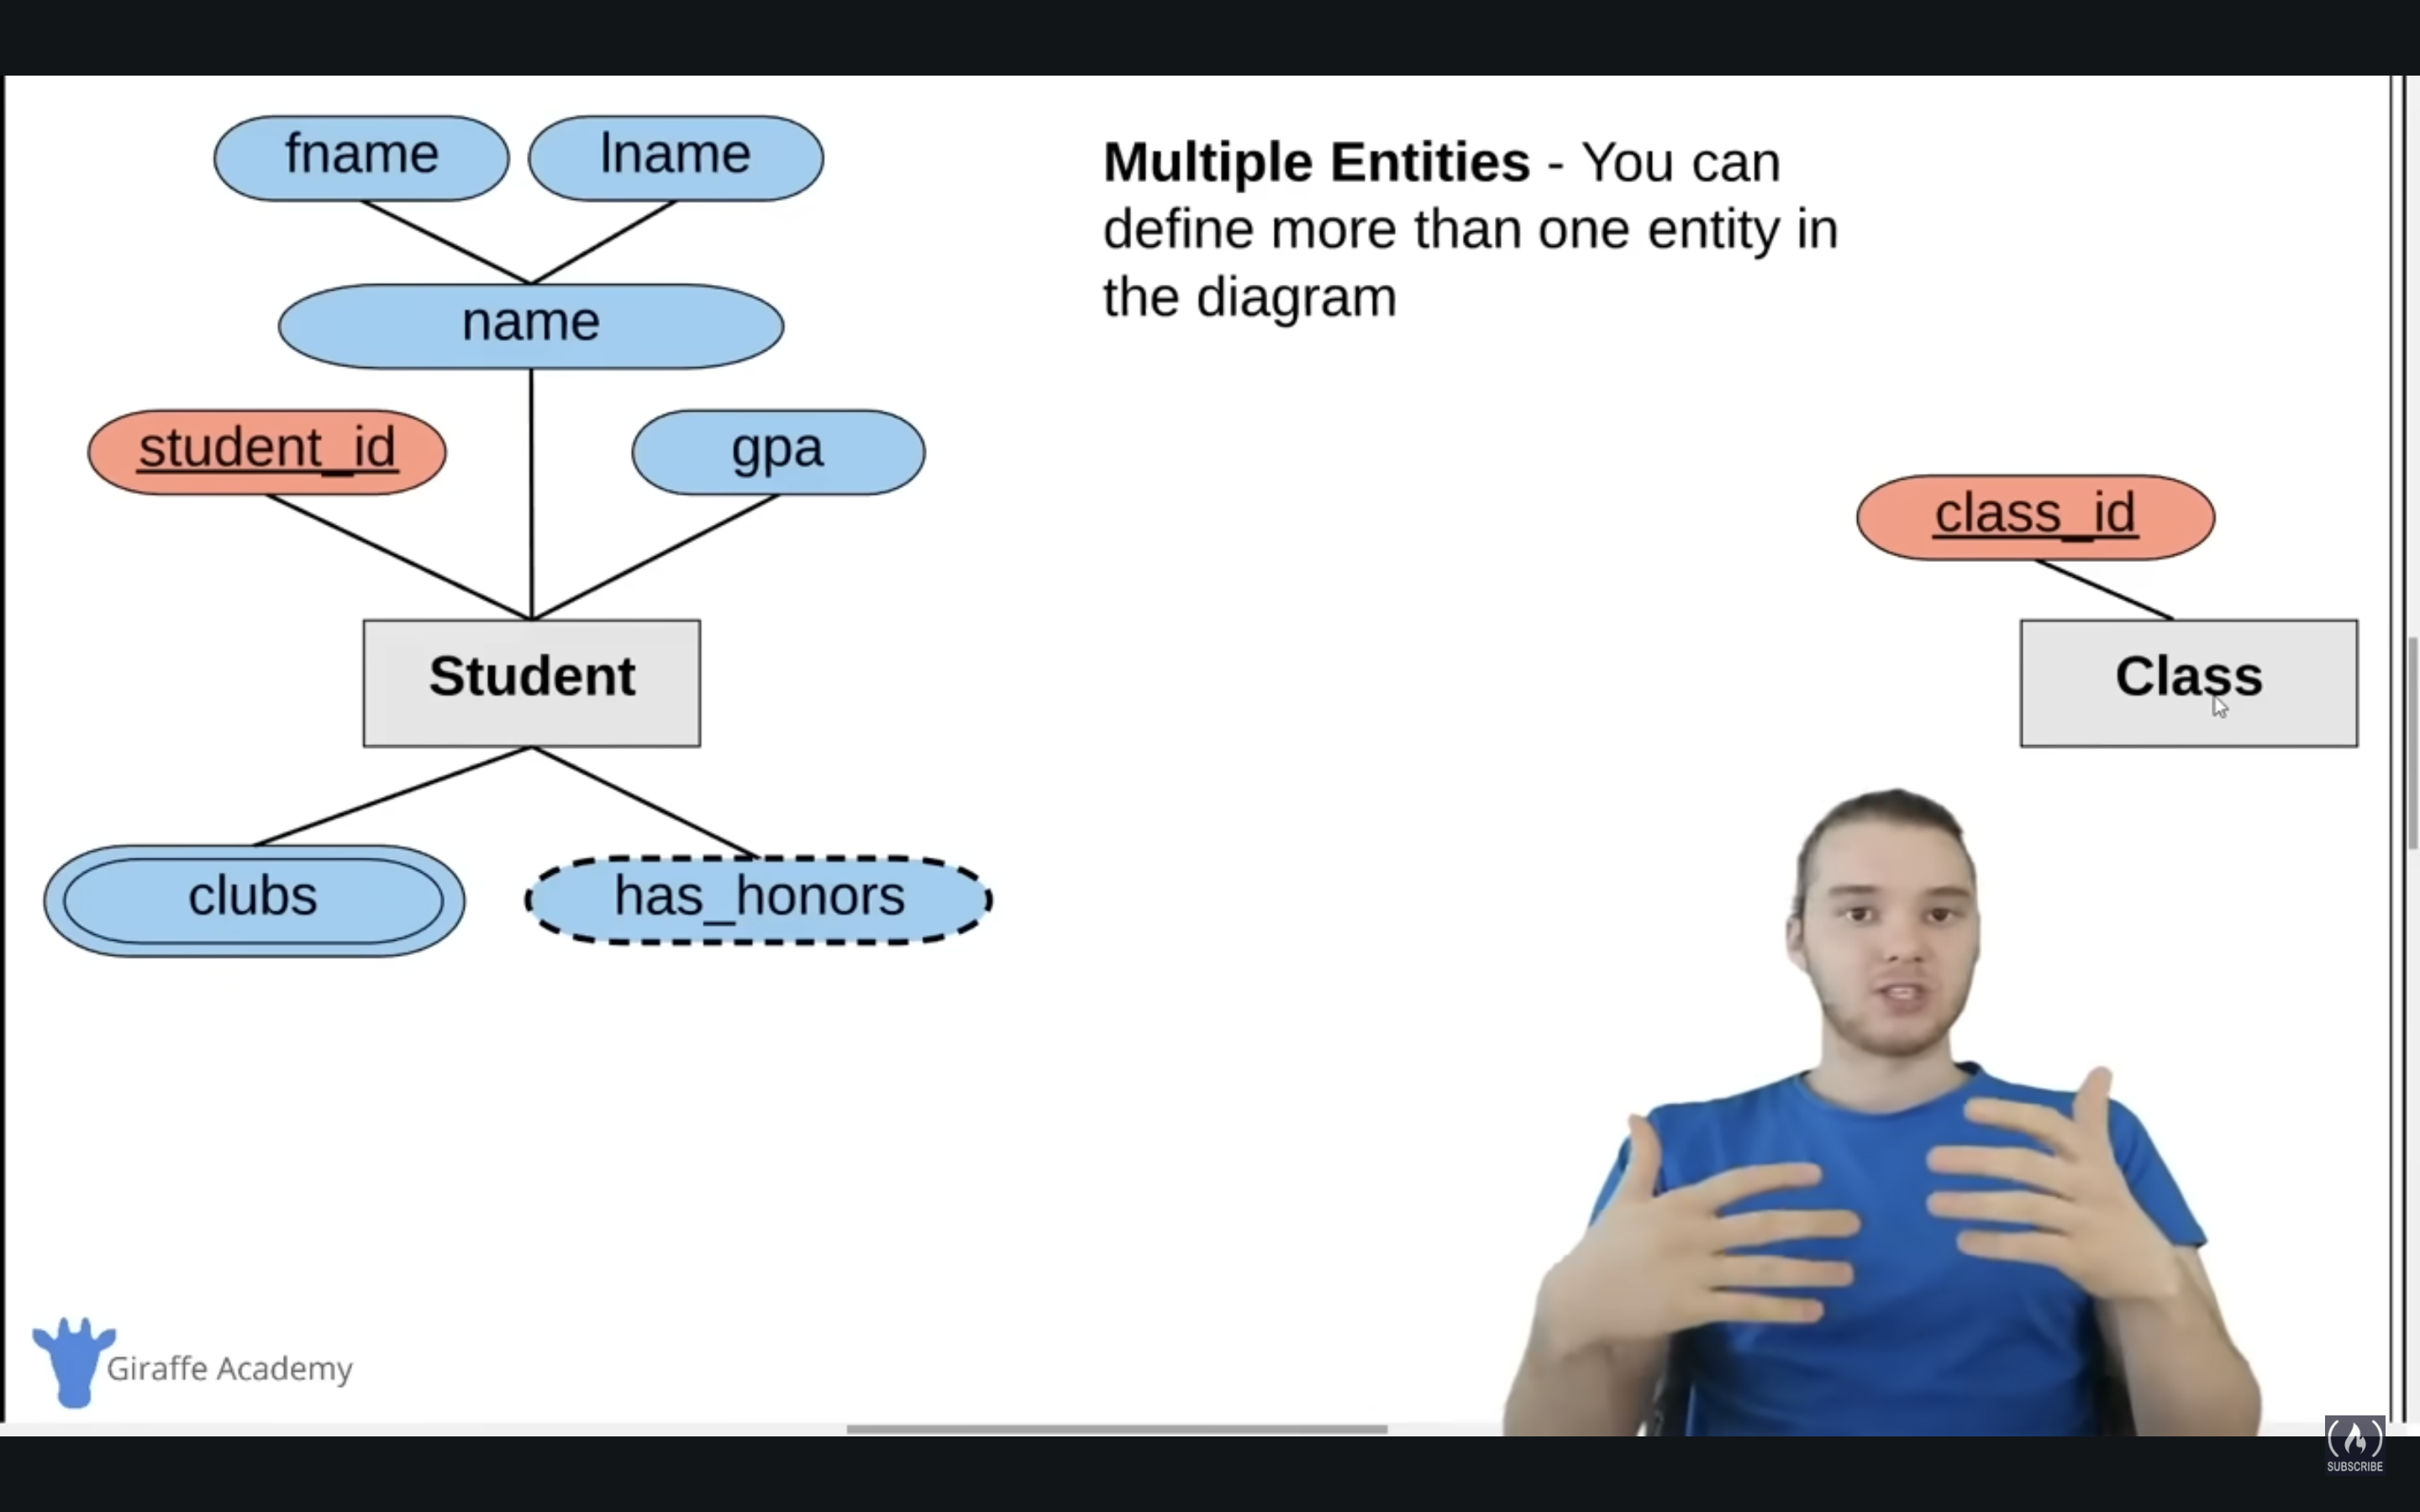 fname
lname
Multiple Entities - You can
define more than one entity in
the diagram
name
student_id
gpa
class_id
Student
Class
clubs
has_honors
Giraffe Academy
SUBSCRIBE